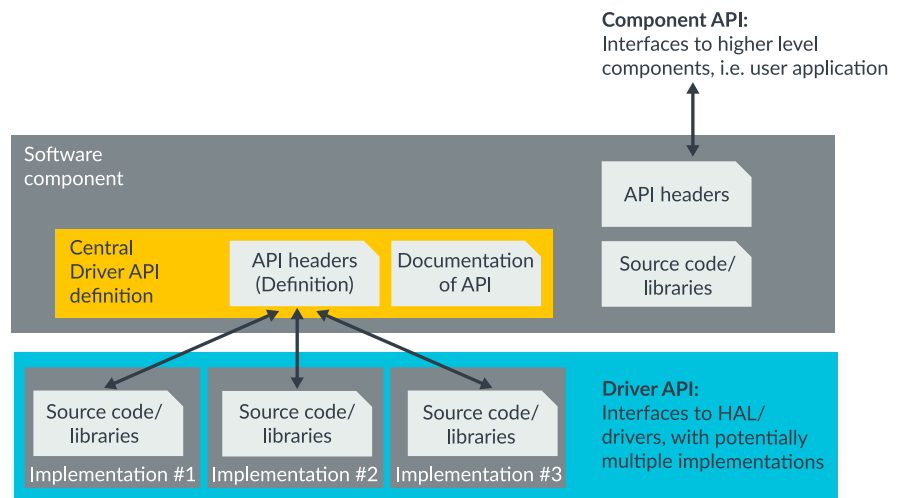 Component API:
Interfaces to higher level
components, i.e. user application
Software
component
API headers
Source code/
libraries
Central
Driver API
definition
API headers
(Definition)
Documentation
of API
Source code/
libraries
Implementation #1
Source code/
libraries
Implementation #2
Source code/
libraries
Implementation #3
Driver API:
Interfaces to HAL/
drivers, with potentially
multiple implementations